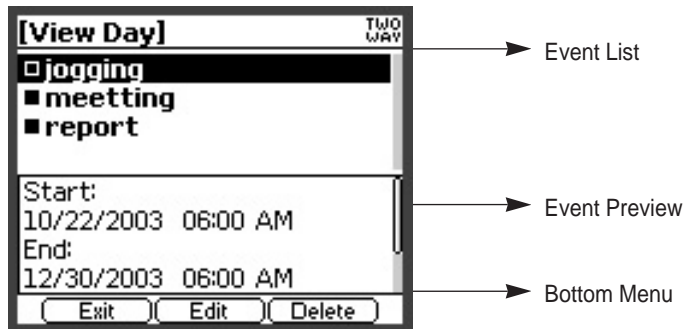 [View Day] TWO WAY
jogging
meetting
report
Start:
10/22/2003 06:00 AM
End:
12/30/2003 06:00 AM
Exit Edit Delete
Event List
Event Preview
Bottom Menu